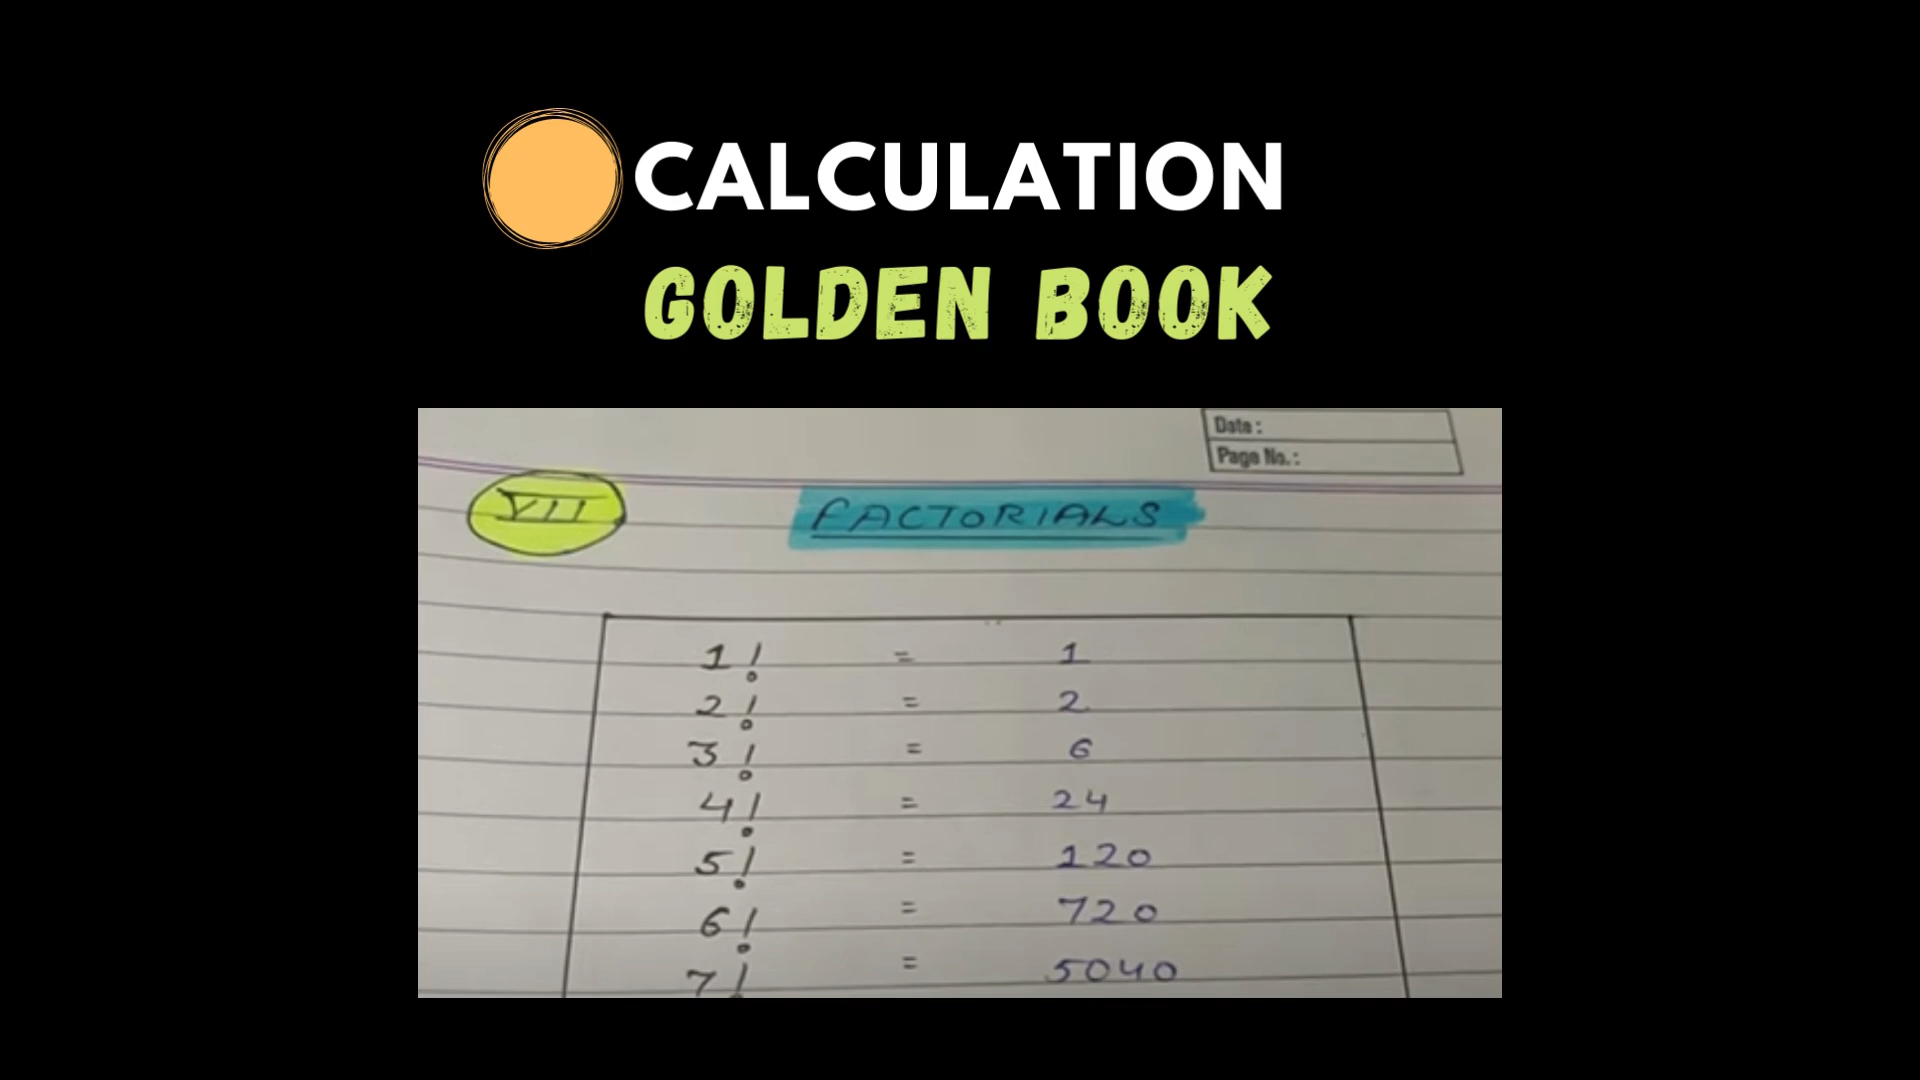 CALCULATION
GOLDEN BOOK
Date :
Page No. :
VII
FACTORIALS
1! = 1
2! = 2
3! = 6
4! = 24
5! = 120
6! = 720
7! = 5040